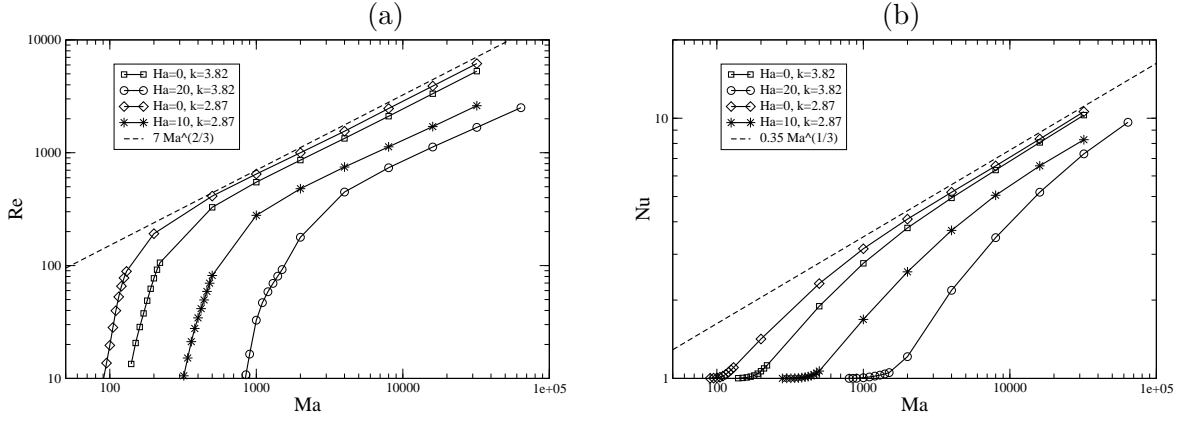 (a)
10000
1000
100
10
Re
Ha=0, k=3.82
Ha=20, k=3.82
Ha=0, k=2.87
Ha=10, k=2.87
7 Ma^(2/3)
100
1000
10000
1e+05
Ma
(b)
10
1
Nu
Ha=0, k=3.82
Ha=20, k=3.82
Ha=0, k=2.87
Ha=10, k=2.87
0.35 Ma^(1/3)
100
1000
10000
1e+05
Ma